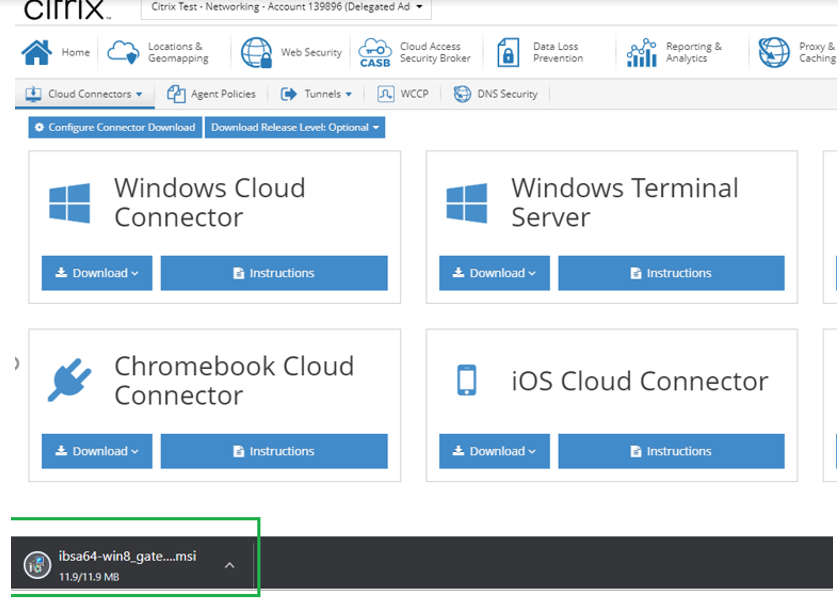 citrix™
Citrix Test - Networking - Account 139896 (Delegated Ad
Home
Locations &
Geomapping
Web Security
CASB
Cloud Access
Security Broker
Data Loss
Prevention
Reporting &
Analytics
Proxy &
Caching
Cloud Connectors
Agent Policies
Tunnels
WCCP
DNS Security
Configure Connector Download
Download Release Level: Optional
Windows Cloud
Connector
Download
Instructions
Windows Terminal
Server
Download
Instructions
Chromebook Cloud
Connector
Download
Instructions
iOS Cloud Connector
Download
Instructions
ibsa64-win8_gate....msi
11.9/11.9 MB